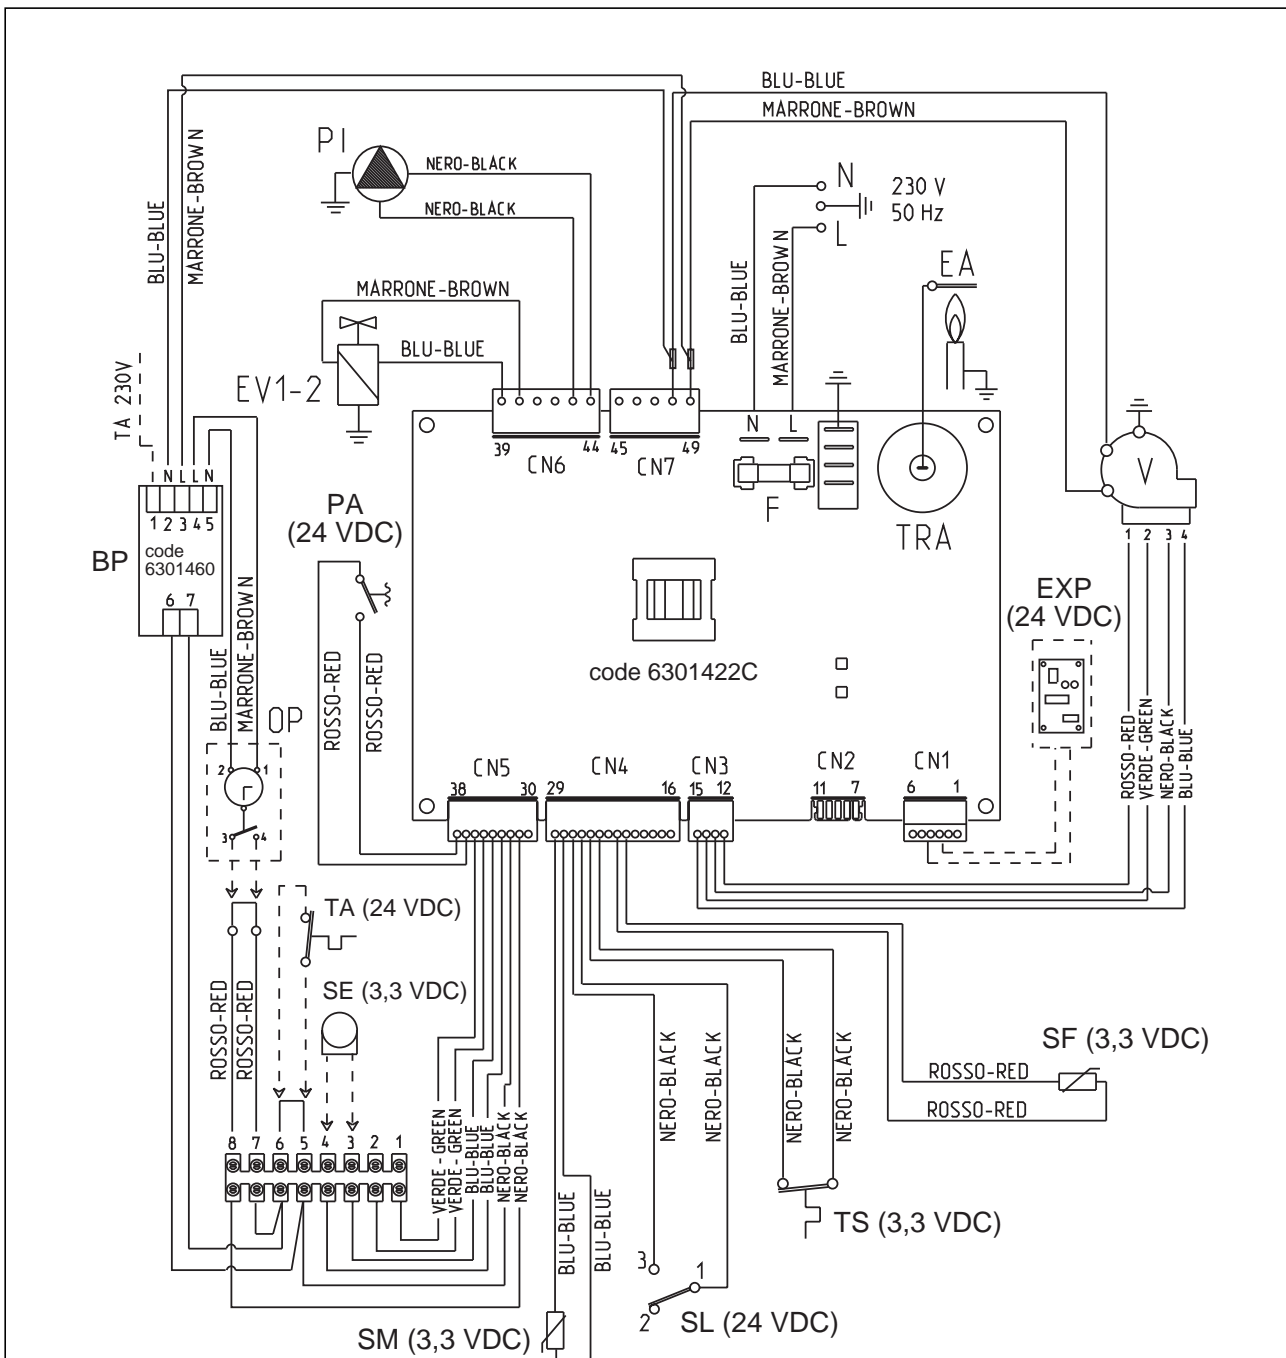 BLU-BLUE
MARRONE-BROWN
PI
NERO-BLACK
NERO-BLACK
N
230 V
50 Hz
L
BLU-BLUE
MARRONE-BROWN
BLU-BLUE
MARRONE-BROWN
EA
MARRONE-BROWN
BLU-BLUE
EV1-2
TA 230V
N L L N
1 2 3 4 5
BP
code
6301460
6 7
39
44
CN6
45
49
CN7
N L
F
TRA
V
1 2 3 4
PA
(24 VDC)
ROSSO-RED
ROSSO-RED
code 6301422C
EXP
(24 VDC)
BLU-BLUE
MARRONE-BROWN
OP
2 1
3 4
ROSSO-RED
VERDE-GREEN
NERO-BLACK
BLU-BLUE
CN5
38 30
CN4
29 16
CN3
15 12
CN2
11 7
CN1
6 1
TA (24 VDC)
SE (3,3 VDC)
ROSSO-RED
ROSSO-RED
8 7 6 5 4 3 2 1
VERDE-GREEN
VERDE-GREEN
BLU-BLUE
BLU-BLUE
NERO-BLACK
NERO-BLACK
BLU-BLUE
BLU-BLUE
NERO-BLACK
NERO-BLACK
NERO-BLACK
NERO-BLACK
SF (3,3 VDC)
ROSSO-RED
ROSSO-RED
TS (3,3 VDC)
3
1
2
SL (24 VDC)
SM (3,3 VDC)